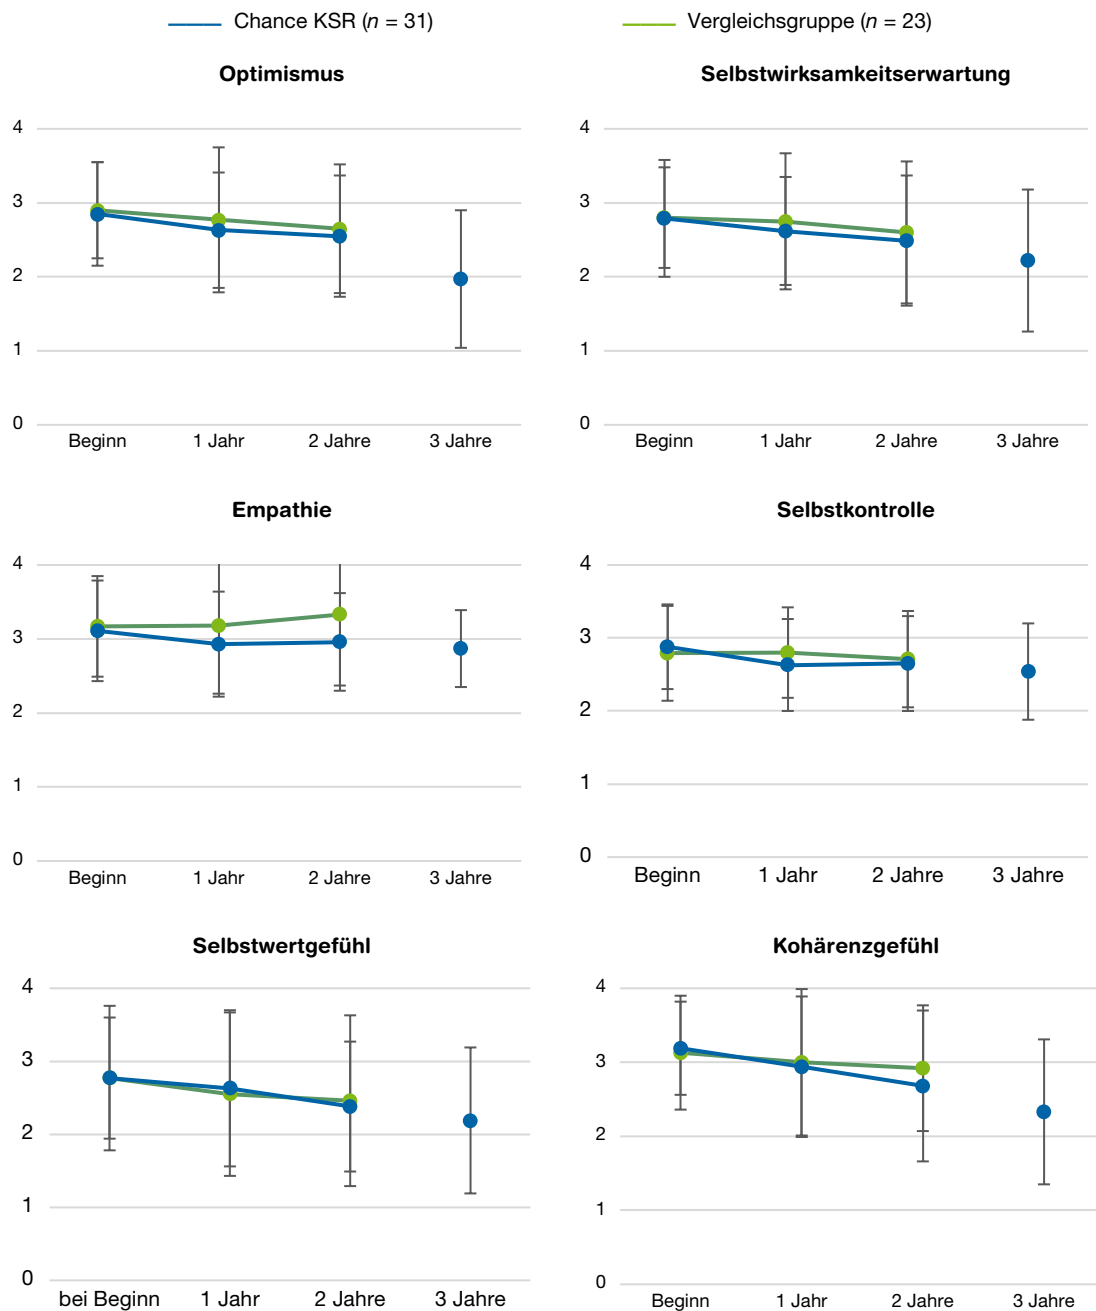 Chance KSR (n = 31)
Vergleichsgruppe (n = 23)
Optimismus
4
3
2
1
0
Beginn 1 Jahr 2 Jahre 3 Jahre
Selbstwirksamkeitserwartung
4
3
2
1
0
Beginn 1 Jahr 2 Jahre 3 Jahre
Empathie
4
3
2
1
0
Beginn 1 Jahr 2 Jahre 3 Jahre
Selbstkontrolle
4
3
2
1
0
Beginn 1 Jahr 2 Jahre 3 Jahre
Selbstwertgefühl
4
3
2
1
0
bei Beginn 1 Jahr 2 Jahre 3 Jahre
Kohärenzgefühl
4
3
2
1
0
Beginn 1 Jahr 2 Jahre 3 Jahre